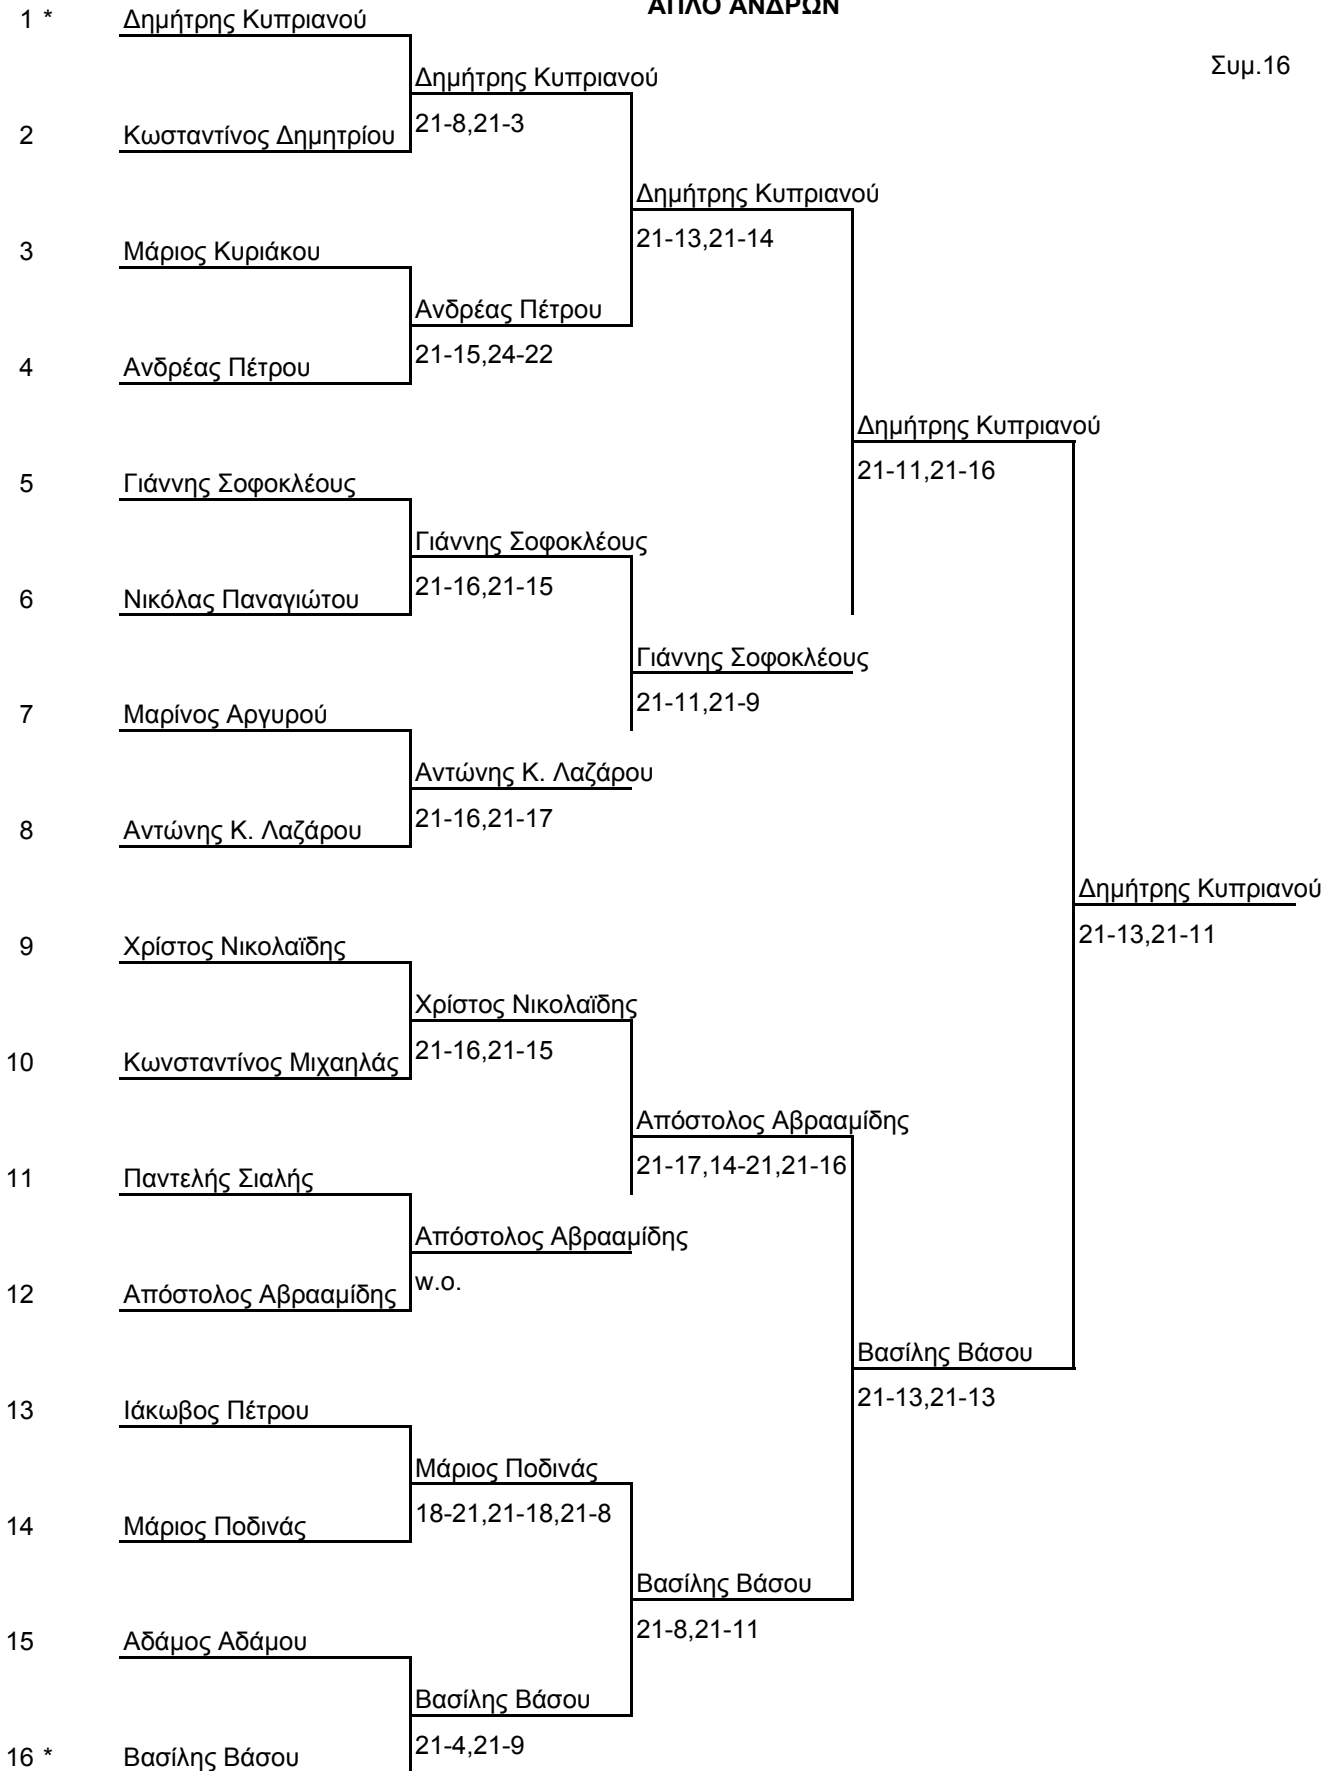 ΑΠΛΟ ΑΝΔΡΩΝ
1 * Δημήτρης Κυπριανού
Συμ.16
Δημήτρης Κυπριανού
21-8,21-3
2 Κωσταντίνος Δημητρίου
Δημήτρης Κυπριανού
21-13,21-14
3 Μάριος Κυριάκου
Ανδρέας Πέτρου
21-15,24-22
4 Ανδρέας Πέτρου
Δημήτρης Κυπριανού
21-11,21-16
5 Γιάννης Σοφοκλέους
Γιάννης Σοφοκλέους
21-16,21-15
6 Νικόλας Παναγιώτου
Γιάννης Σοφοκλέους
21-11,21-9
7 Μαρίνος Αργυρού
Αντώνης Κ. Λαζάρου
21-16,21-17
8 Αντώνης Κ. Λαζάρου
Δημήτρης Κυπριανού
21-13,21-11
9 Χρίστος Νικολαϊδης
Χρίστος Νικολαϊδης
21-16,21-15
10 Κωνσταντίνος Μιχαηλάς
Απόστολος Αβρααμίδης
21-17,14-21,21-16
11 Παντελής Σιαλής
Απόστολος Αβρααμίδης
w.o.
12 Απόστολος Αβρααμίδης
Βασίλης Βάσου
21-13,21-13
13 Ιάκωβος Πέτρου
Μάριος Ποδινάς
18-21,21-18,21-8
14 Μάριος Ποδινάς
Βασίλης Βάσου
21-8,21-11
15 Αδάμος Αδάμου
Βασίλης Βάσου
21-4,21-9
16 * Βασίλης Βάσου